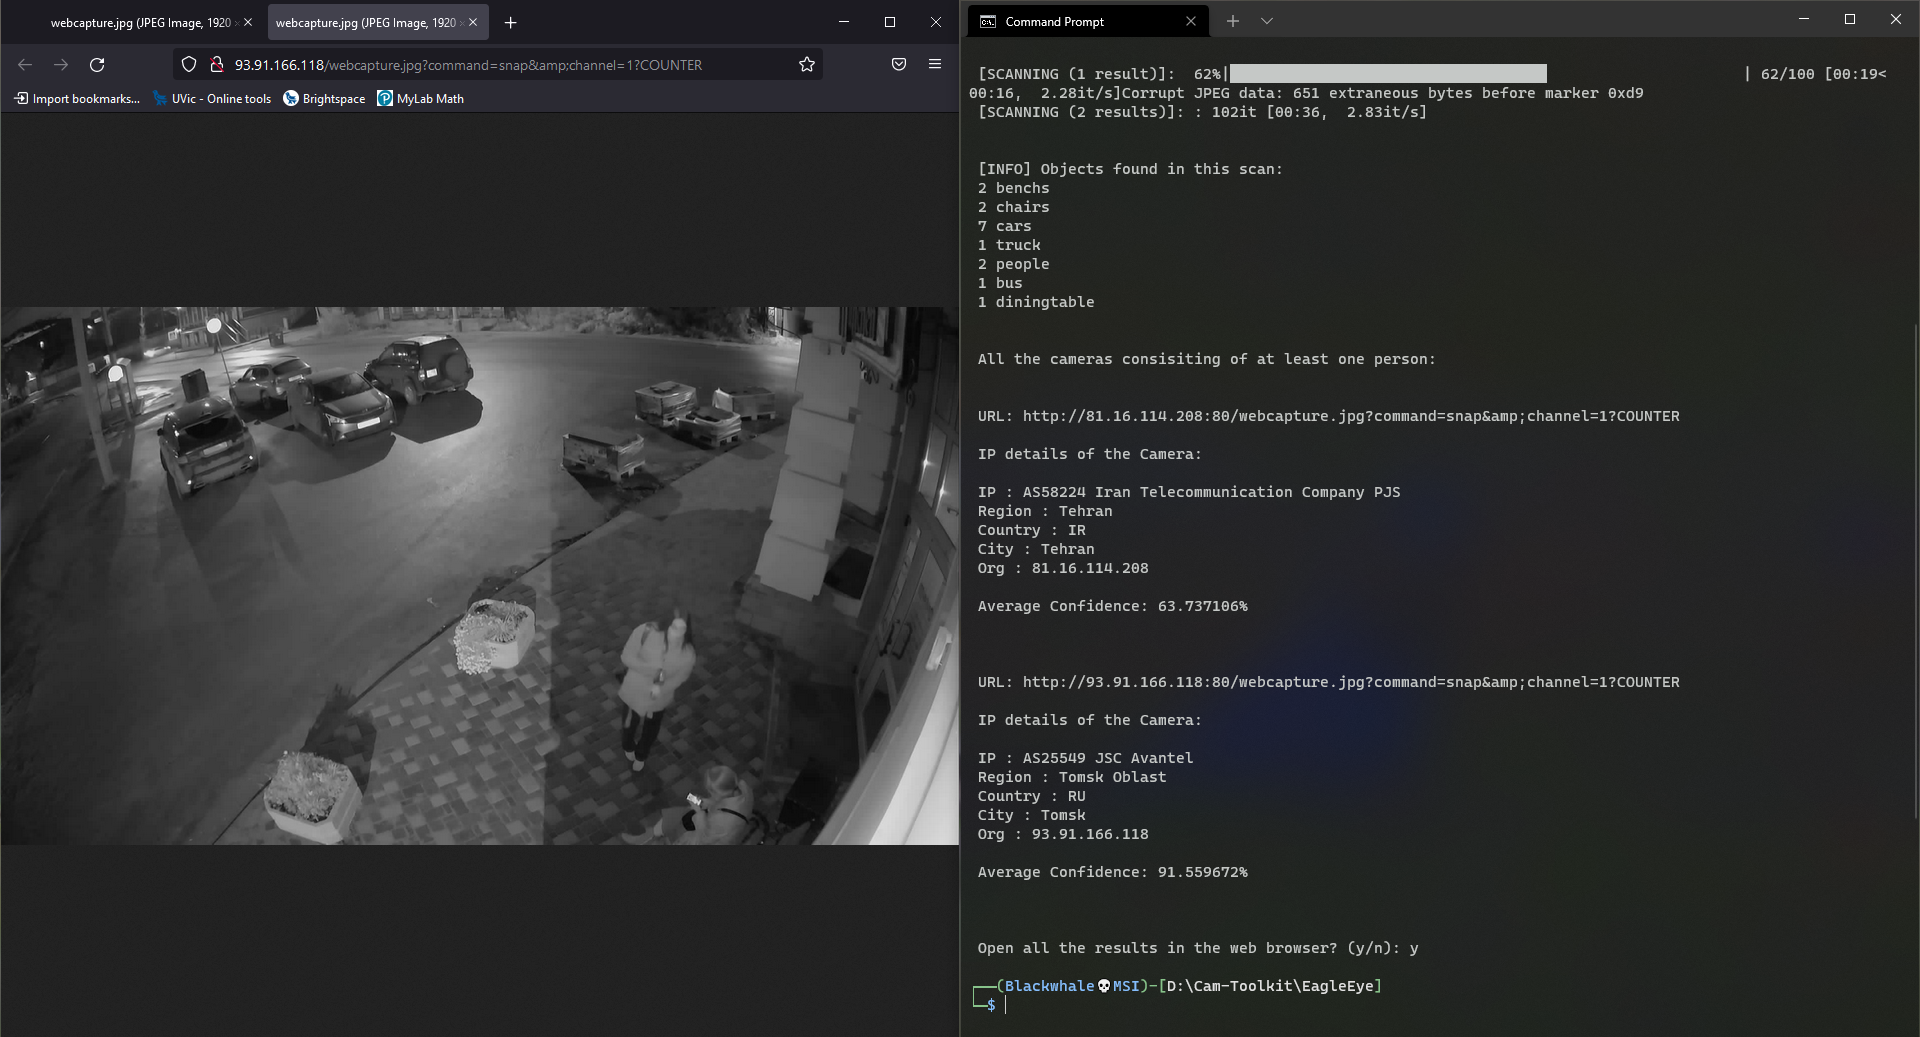 webcapture.jpg (JPEG Image, 1920
webcapture.jpg (JPEG Image, 1920
93.91.166.118/webcapture.jpg?command=snap&amp;channel=1?COUNTER
Import bookmarks...
UVic - Online tools
Brightspace
MyLab Math
Command Prompt
[SCANNING (1 result)]:  62%| | 62/100 [00:19<
00:16,  2.28it/s]Corrupt JPEG data: 651 extraneous bytes before marker 0xd9
[SCANNING (2 results)]: : 102it [00:36,  2.83it/s]
[INFO] Objects found in this scan:
2 benchs
2 chairs
7 cars
1 truck
2 people
1 bus
1 diningtable
All the cameras consisiting of at least one person:
URL: http://81.16.114.208:80/webcapture.jpg?command=snap&amp;channel=1?COUNTER
IP details of the Camera:
IP : AS58224 Iran Telecommunication Company PJS
Region : Tehran
Country : IR
City : Tehran
Org : 81.16.114.208
Average Confidence: 63.737106%
URL: http://93.91.166.118:80/webcapture.jpg?command=snap&amp;channel=1?COUNTER
IP details of the Camera:
IP : AS25549 JSC Avantel
Region : Tomsk Oblast
Country : RU
City : Tomsk
Org : 93.91.166.118
Average Confidence: 91.559672%
Open all the results in the web browser? (y/n): y
┌──(Blackwhale💀MSI)-[D:\Cam-Toolkit\EagleEye]
└─$